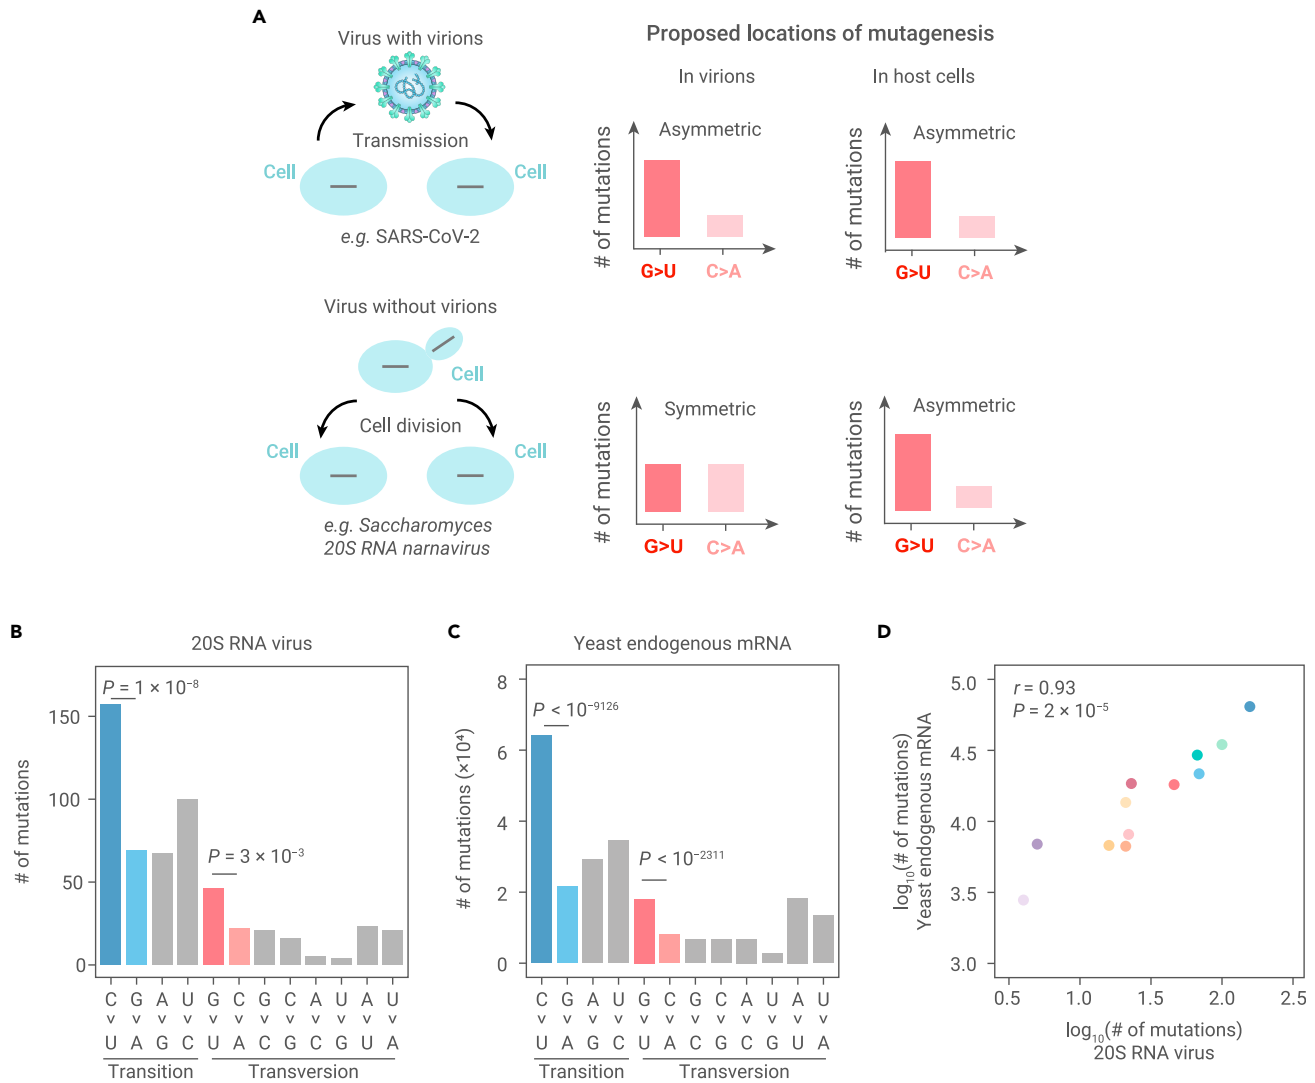 A
Virus with virions
Transmission
Cell
Cell
e.g. SARS-CoV-2
Virus without virions
Cell
Cell division
Cell
Cell
e.g. Saccharomyces
20S RNA narnavirus
Proposed locations of mutagenesis
In virions
In host cells
Asymmetric
# of mutations
G>U C>A
Asymmetric
# of mutations
G>U C>A
Symmetric
# of mutations
G>U C>A
Asymmetric
# of mutations
G>U C>A
B
20S RNA virus
# of mutations
150
100
50
0
P = 1 × 10⁻⁸
P = 3 × 10⁻³
C G A U G C G C A U A U
> > > > > > > > > > > >
U A G C U A C G C G U A
Transition Transversion
C
Yeast endogenous mRNA
# of mutations (×10⁴)
8
6
4
2
0
P < 10⁻⁹¹²⁶
P < 10⁻²³¹¹
C G A U G C G C A U A U
> > > > > > > > > > > >
U A G C U A C G C G U A
Transition Transversion
D
log₁₀(# of mutations)
Yeast endogenous mRNA
5.0
4.5
4.0
3.5
3.0
r = 0.93
P = 2 × 10⁻⁵
0.5 1.0 1.5 2.0 2.5
log₁₀(# of mutations)
20S RNA virus